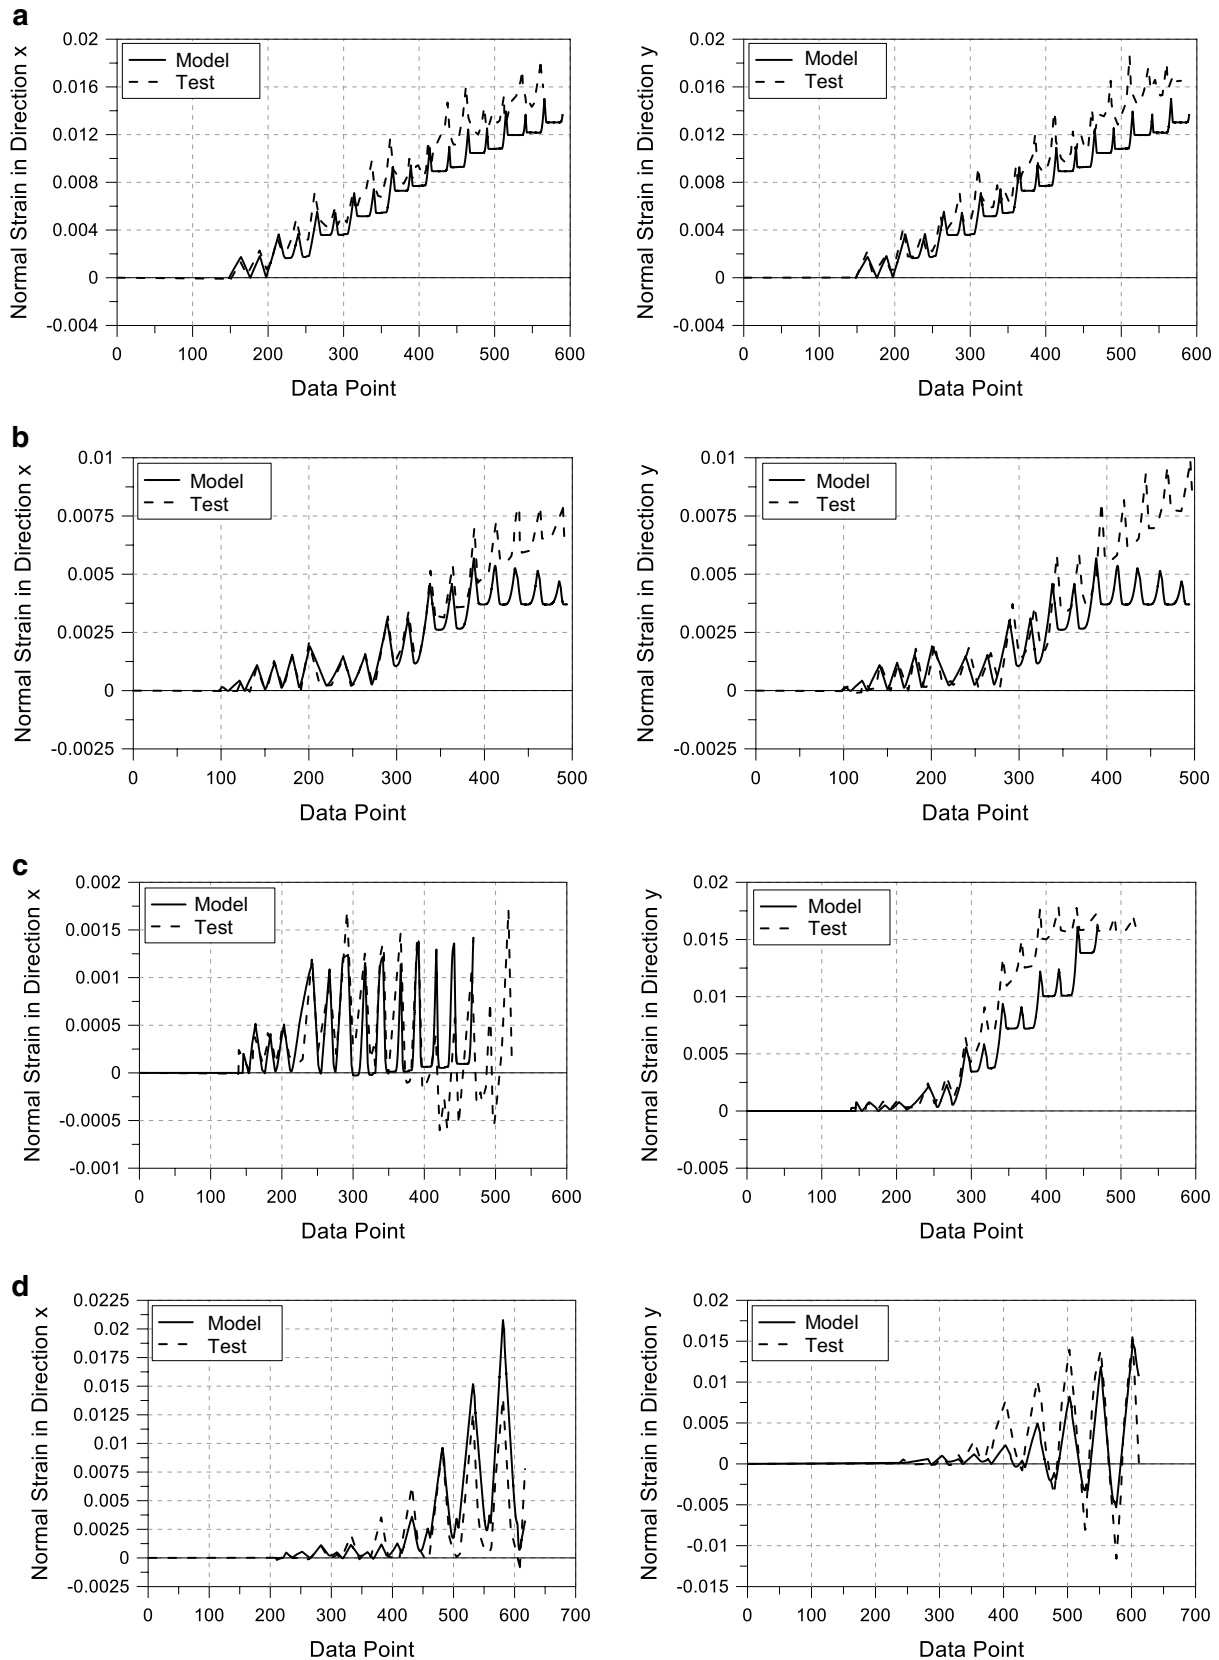 a
Normal Strain in Direction x
0.02
0.016
0.012
0.008
0.004
0
-0.004
Model
Test
0 100 200 300 400 500 600
Data Point
Normal Strain in Direction y
0.02
0.016
0.012
0.008
0.004
0
-0.004
Model
Test
0 100 200 300 400 500 600
Data Point
b
Normal Strain in Direction x
0.01
0.0075
0.005
0.0025
0
-0.0025
Model
Test
0 100 200 300 400 500
Data Point
Normal Strain in Direction y
0.01
0.0075
0.005
0.0025
0
-0.0025
Model
Test
0 100 200 300 400 500
Data Point
c
Normal Strain in Direction x
0.002
0.0015
0.001
0.0005
0
-0.0005
-0.001
Model
Test
0 100 200 300 400 500 600
Data Point
Normal Strain in Direction y
0.02
0.015
0.01
0.005
0
-0.005
Model
Test
0 100 200 300 400 500 600
Data Point
d
Normal Strain in Direction x
0.0225
0.02
0.0175
0.015
0.0125
0.01
0.0075
0.005
0.0025
0
-0.0025
Model
Test
0 100 200 300 400 500 600 700
Data Point
Normal Strain in Direction y
0.02
0.015
0.01
0.005
0
-0.005
-0.01
-0.015
Model
Test
0 100 200 300 400 500 600 700
Data Point